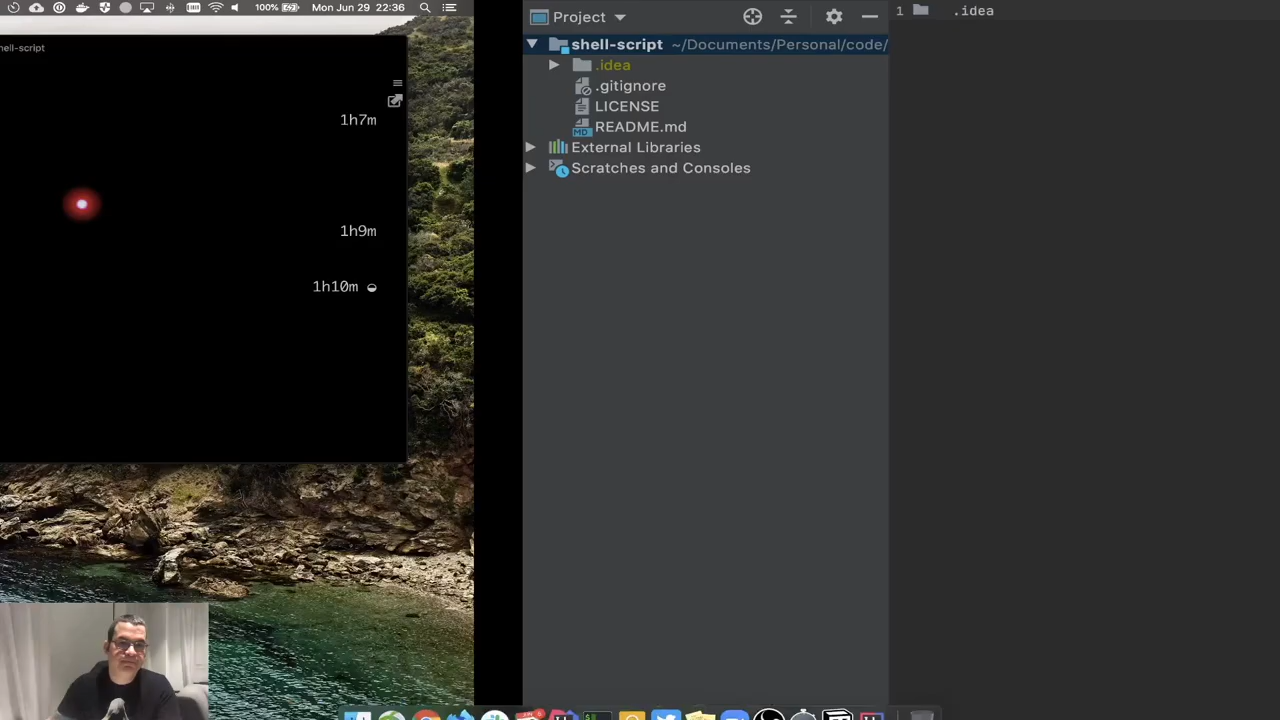 100% Mon Jun 29 22:36
hell-script
1h7m
1h9m
1h10m
Project
shell-script ~/Documents/Personal/code/
.idea
.gitignore
LICENSE
MD README.md
External Libraries
Scratches and Consoles
1 .idea